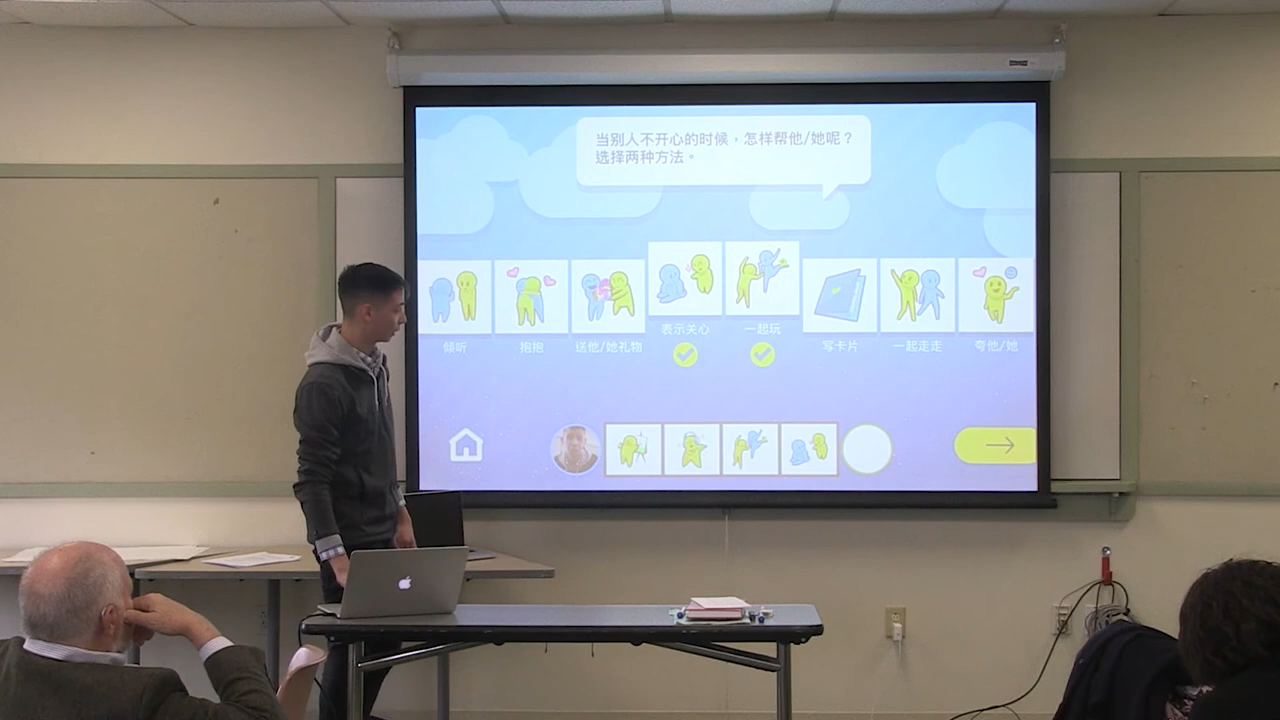 当别人不开心的时候，怎样帮他/她呢？
选择两种方法。
倾听
抱抱
送他/她礼物
表示关心
一起玩
写卡片
一起走走
夸他/她